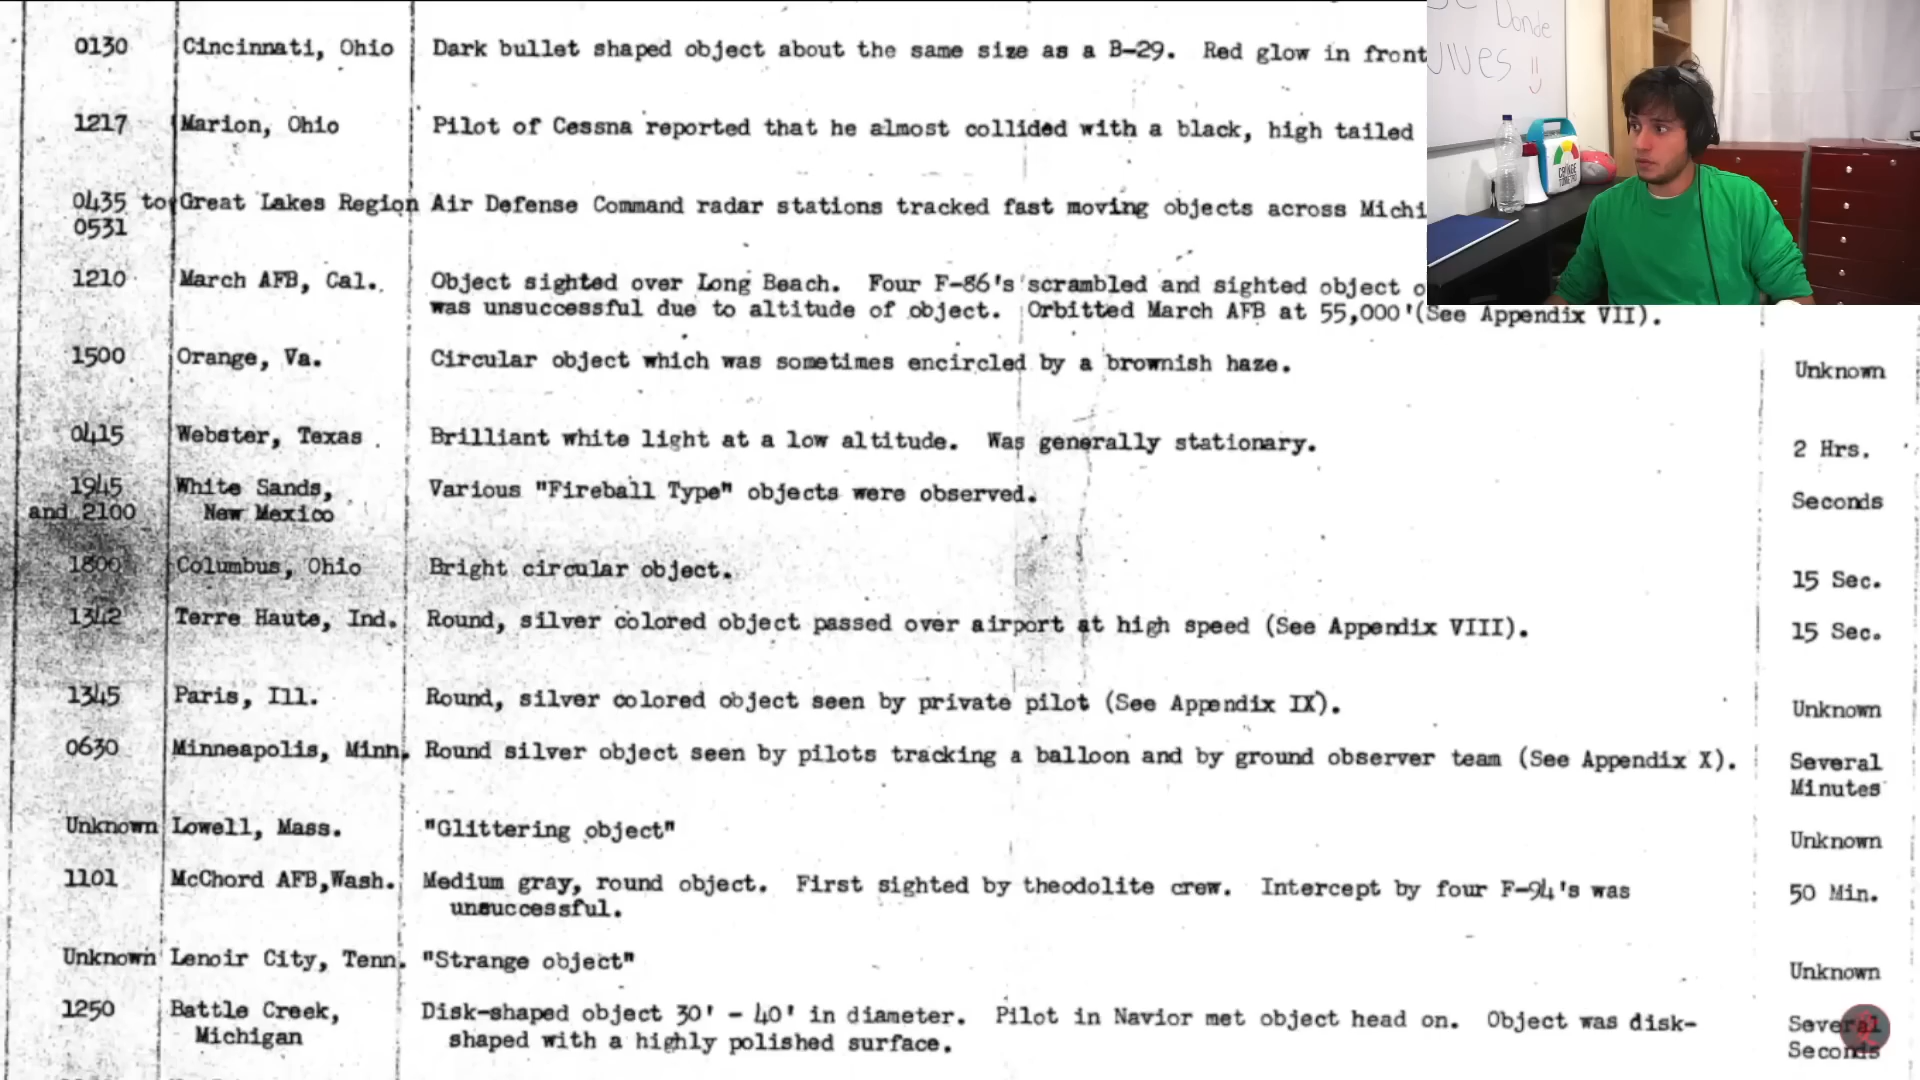 0130 Cincinnati, Ohio Dark bullet shaped object about the same size as a B-29. Red glow in front
1217 Marion, Ohio Pilot of Cessna reported that he almost collided with a black, high tailed
0435 to Great Lakes Region Air Defense Command radar stations tracked fast moving objects across Michi
0531
1210 March AFB, Cal. Object sighted over Long Beach. Four F-86's scrambled and sighted object o
was unsuccessful due to altitude of object. Orbitted March AFB at 55,000'(See Appendix VII).
1500 Orange, Va. Circular object which was sometimes encircled by a brownish haze. Unknown
0415 Webster, Texas Brilliant white light at a low altitude. Was generally stationary. 2 Hrs.
1945 White Sands, Various "Fireball Type" objects were observed. Seconds
and 2100 New Mexico
1800 Columbus, Ohio Bright circular object. 15 Sec.
1342 Terre Haute, Ind. Round, silver colored object passed over airport at high speed (See Appendix VIII). 15 Sec.
1345 Paris, Ill. Round, silver colored object seen by private pilot (See Appendix IX). Unknown
0630 Minneapolis, Minn. Round silver object seen by pilots tracking a balloon and by ground observer team (See Appendix X). Several
Minutes
Unknown Lowell, Mass. "Glittering object" Unknown
1101 McChord AFB,Wash. Medium gray, round object. First sighted by theodolite crew. Intercept by four F-94's was 50 Min.
unsuccessful.
Unknown Lenoir City, Tenn. "Strange object" Unknown
1250 Battle Creek, Disk-shaped object 30' - 40' in diameter. Pilot in Navior met object head on. Object was disk- Several
Michigan shaped with a highly polished surface. Seconds
Donde
VIVES
CRINGE